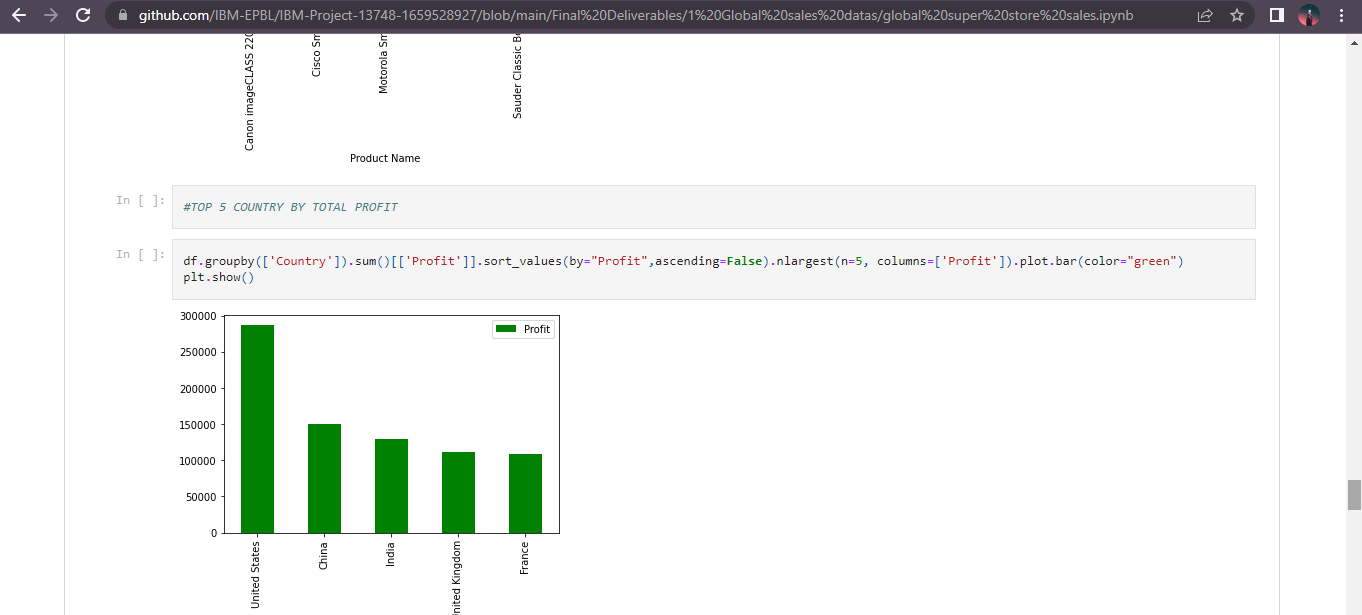 github.com/IBM-EPBL/IBM-Project-13748-1659528927/blob/main/Final%20Deliverables/1%20Global%20sales%20datas/global%20super%20store%20sales.ipynb
Canon imageCLASS 220
Cisco Sm
Motorola Sm
Sauder Classic Bo
Product Name
In [ ]:
#TOP 5 COUNTRY BY TOTAL PROFIT
In [ ]:
df.groupby(['Country']).sum()[['Profit']].sort_values(by="Profit",ascending=False).nlargest(n=5, columns=['Profit']).plot.bar(color="green")
plt.show()
300000
250000
200000
150000
100000
50000
0
Profit
United States
China
India
United Kingdom
France